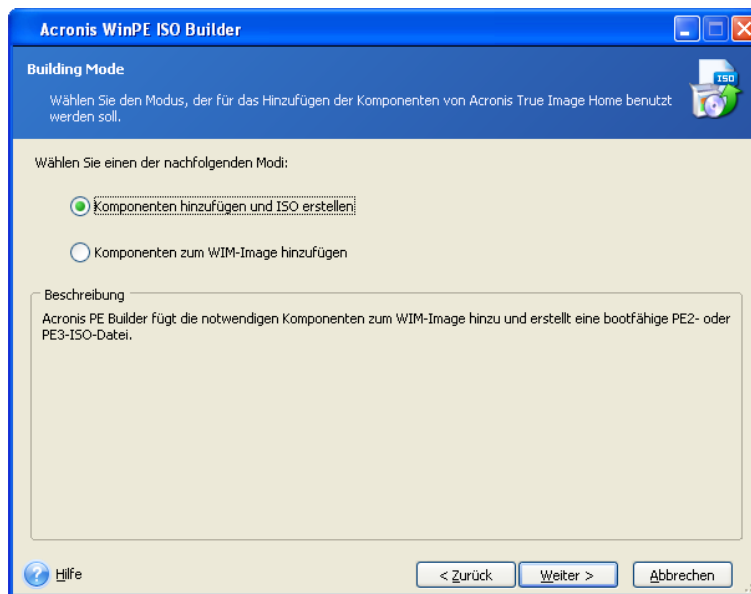 Acronis WinPE ISO Builder
Building Mode
Wählen Sie den Modus, der für das Hinzufügen der Komponenten von Acronis True Image Home benutzt
werden soll.
ISO
Wählen Sie einen der nachfolgenden Modi:
Komponenten hinzufügen und ISO erstellen
Komponenten zum WIM-Image hinzufügen
Beschreibung
Acronis PE Builder fügt die notwendigen Komponenten zum WIM-Image hinzu und erstellt eine bootfähige PE2- oder
PE3-ISO-Datei.
Hilfe
< Zurück
Weiter >
Abbrechen